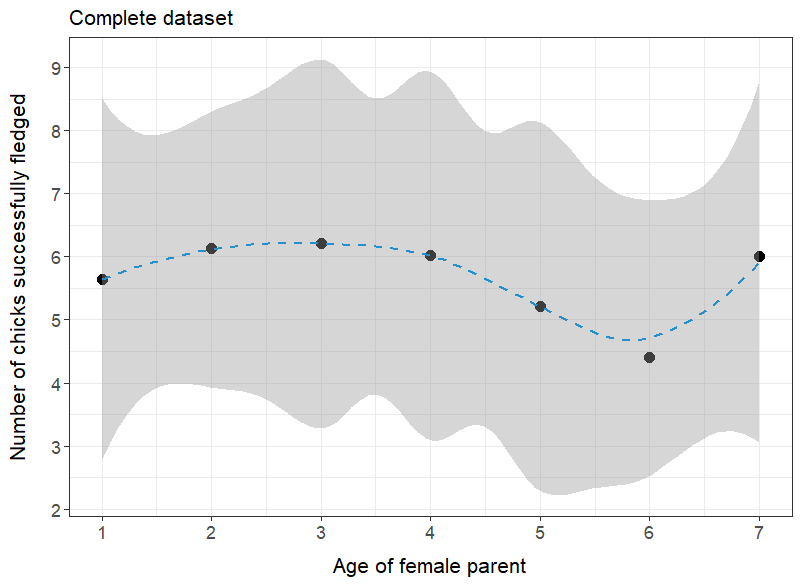 Complete dataset
Number of chicks successfully fledged
9
8
7
6
5
4
3
2
1 2 3 4 5 6 7
Age of female parent